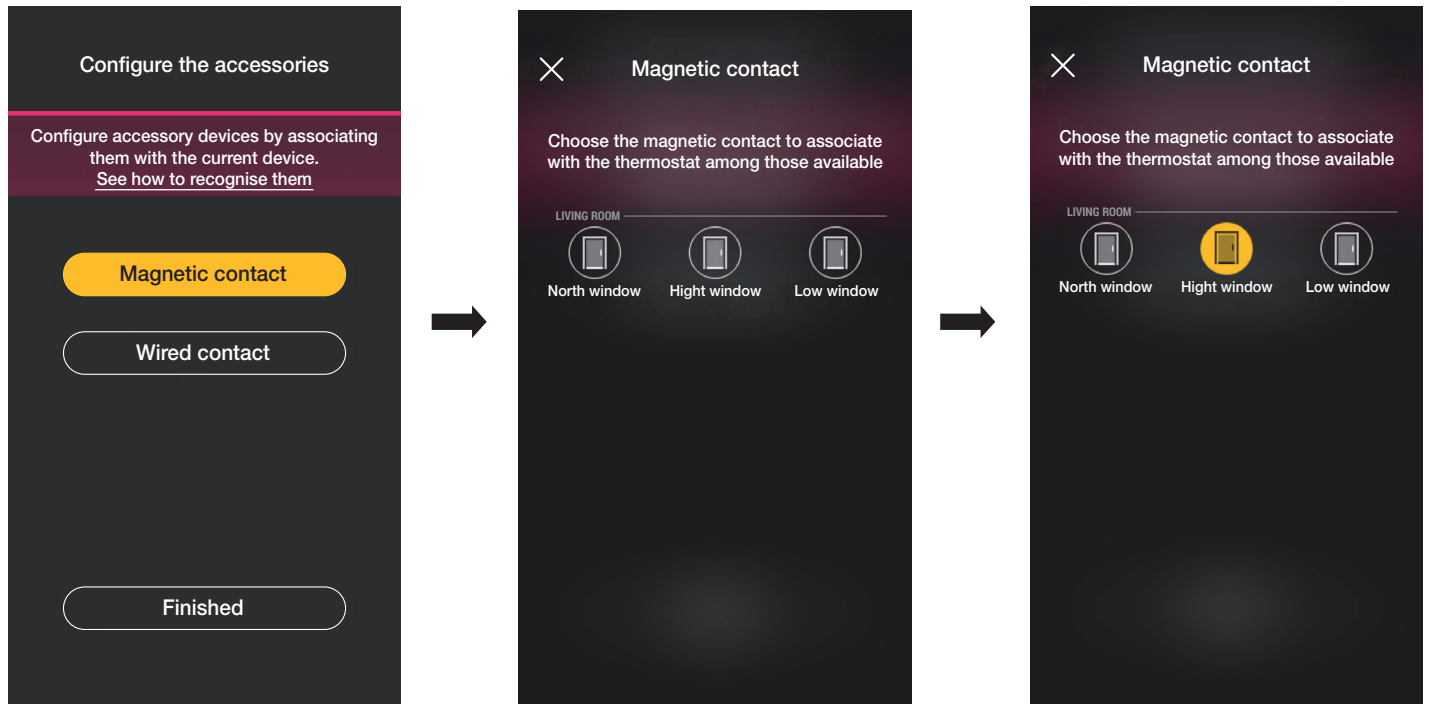 Configure the accessories
Configure accessory devices by associating
them with the current device.
See how to recognise them
Magnetic contact
Wired contact
Finished
Magnetic contact
Choose the magnetic contact to associate
with the thermostat among those available
LIVING ROOM
North window
Hight window
Low window
Magnetic contact
Choose the magnetic contact to associate
with the thermostat among those available
LIVING ROOM
North window
Hight window
Low window